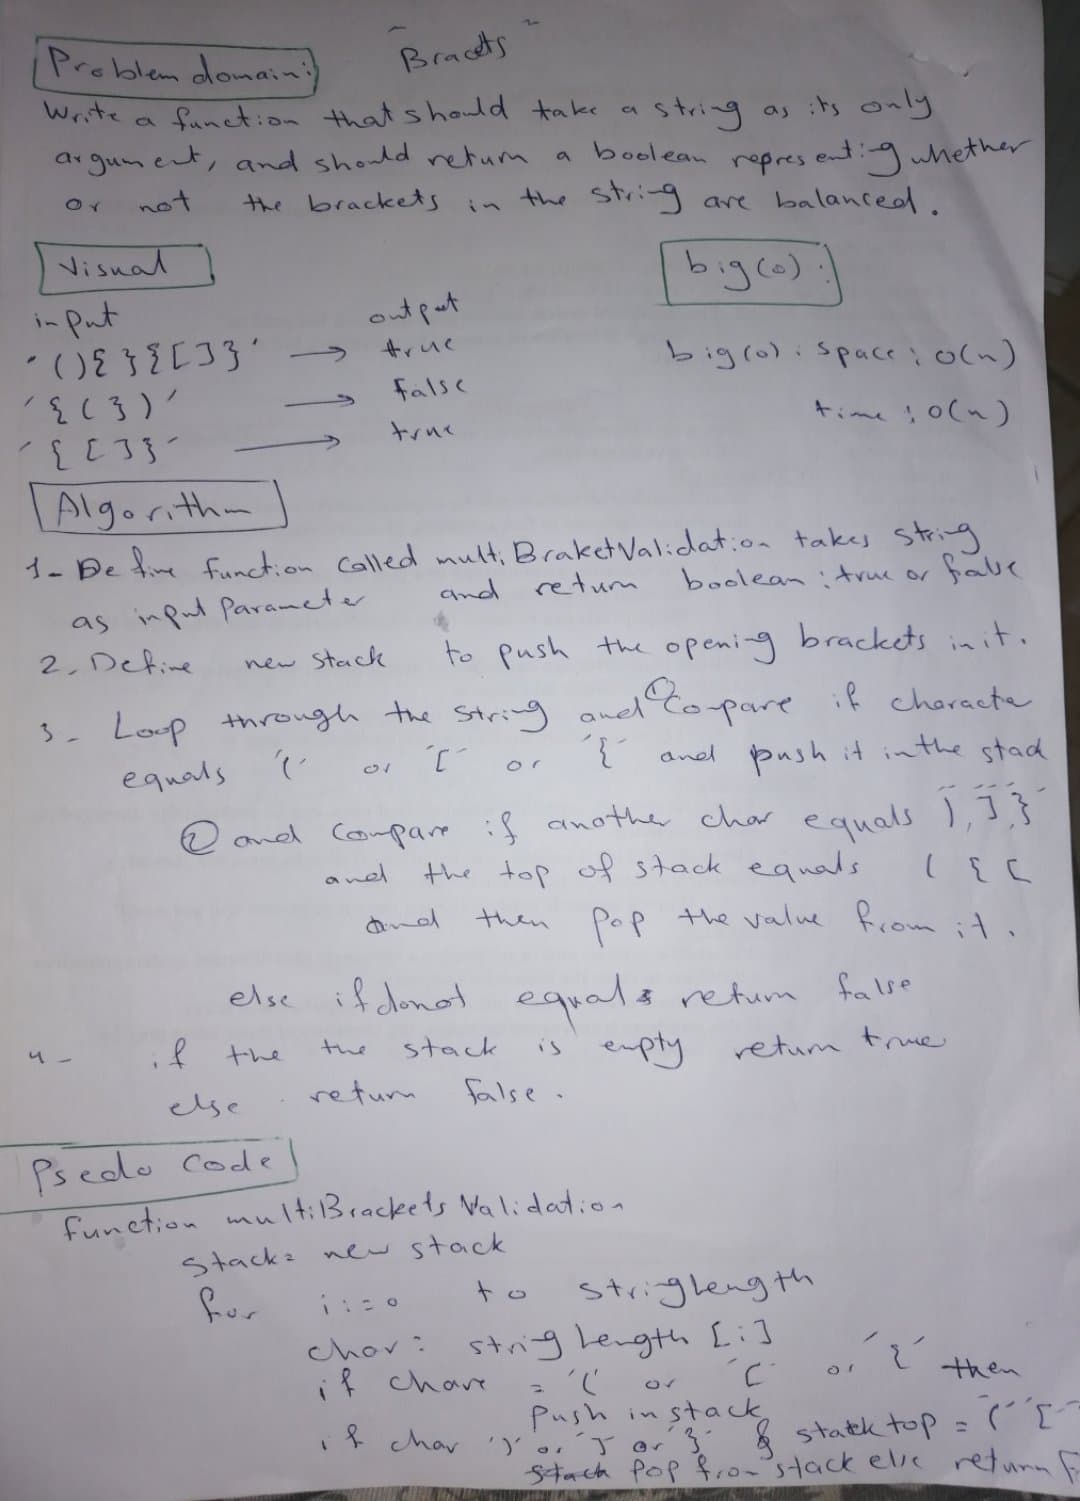 Problem domain:
"Bracets"
Write a function that should take a string as its only
argument, and should return a boolean representing whether
or not the brackets in the string are balanced.
Visual
big(o):
input output
'(){}{[]}' → true
'{(})' → false
'{[]}' → true
big(o): space: o(n)
time: o(n)
Algorithm
1- Define function called multiBraketValidation takes string
as input parameter and return boolean: true or false
2- Define new stack to push the opening brackets in it.
3- Loop through the string and ① Compare if character
equals '(' or '[' or '{' and push it in the stack
② and Compare if another char equals ')', ']', '}'
and the top of stack equals ( { [
and then pop the value from it.
else if donot equals return false
4- if the the stack is empty return true
else return false.
Psedo Code
function multiBrackets Validation
stack = new stack
for i := 0 to string Length
char: string Length [i]
if char = '(' or '[' or '{' then
push in stack
if char ')' or ']' or '}' & stack top = '(' '['
pop from stack else return